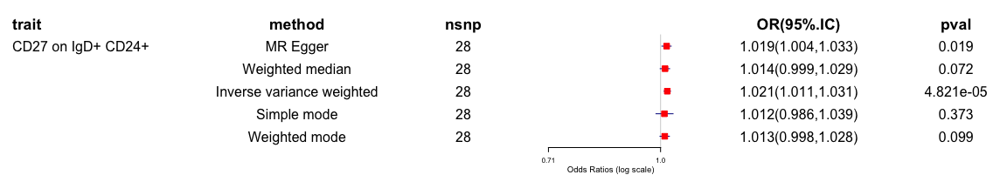 trait method nsnp OR(95%.IC) pval
CD27 on IgD+ CD24+ MR Egger 28 1.019(1.004,1.033) 0.019
Weighted median 28 1.014(0.999,1.029) 0.072
Inverse variance weighted 28 1.021(1.011,1.031) 4.821e-05
Simple mode 28 1.012(0.986,1.039) 0.373
Weighted mode 28 1.013(0.998,1.028) 0.099
0.71 1.0
Odds Ratios (log scale)